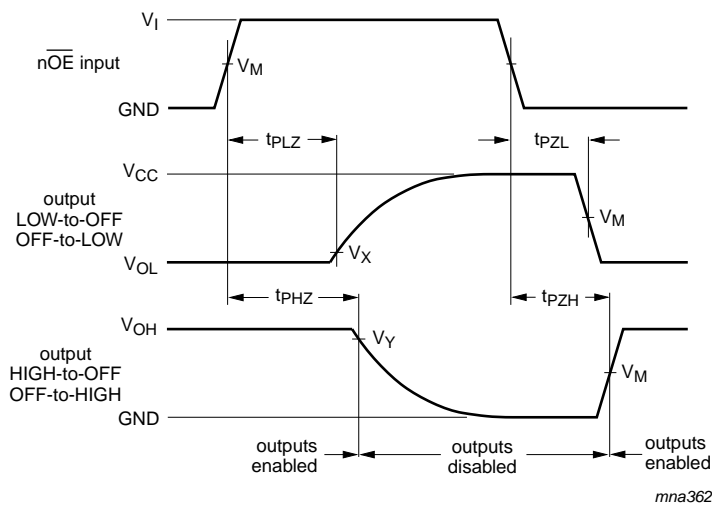 V_I
nOE input
V_M
GND
t_PLZ
t_PZL
V_CC
output
LOW-to-OFF
OFF-to-LOW
V_M
V_X
V_OL
t_PHZ
t_PZH
V_OH
V_Y
output
HIGH-to-OFF
OFF-to-HIGH
V_M
GND
outputs
enabled
outputs
disabled
outputs
enabled
mna362